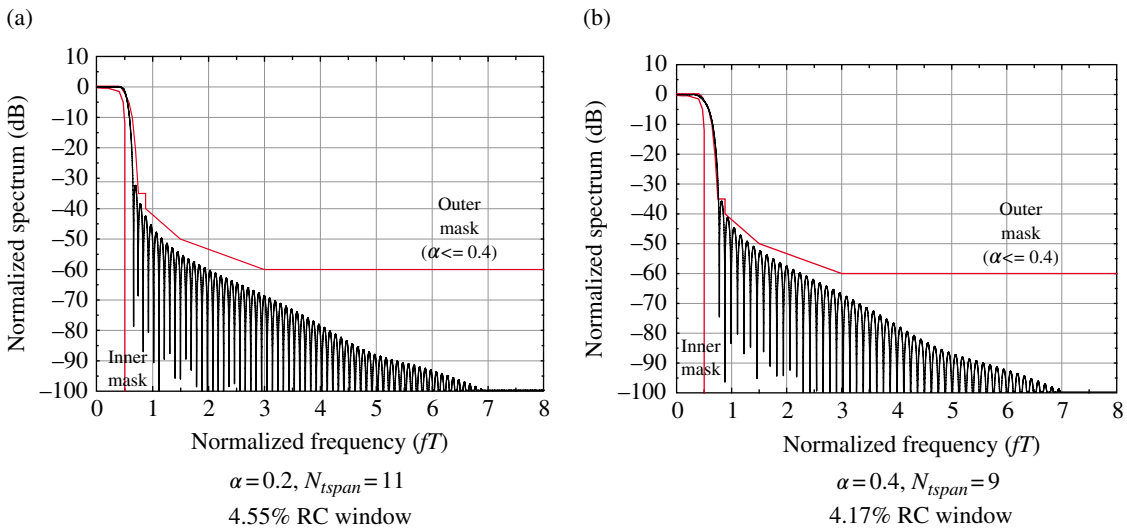 (a)
10
0
−10
−20
−30
−40
−50
−60
−70
−80
−90
−100
Normalized spectrum (dB)
Outer
mask
(α<= 0.4)
Inner
mask
0 1 2 3 4 5 6 7 8
Normalized frequency (fT)
α = 0.2, Ntspan = 11
4.55% RC window
(b)
10
0
−10
−20
−30
−40
−50
−60
−70
−80
−90
−100
Normalized spectrum (dB)
Outer
mask
(α<= 0.4)
Inner
mask
0 1 2 3 4 5 6 7 8
Normalized frequency (fT)
α = 0.4, Ntspan = 9
4.17% RC window